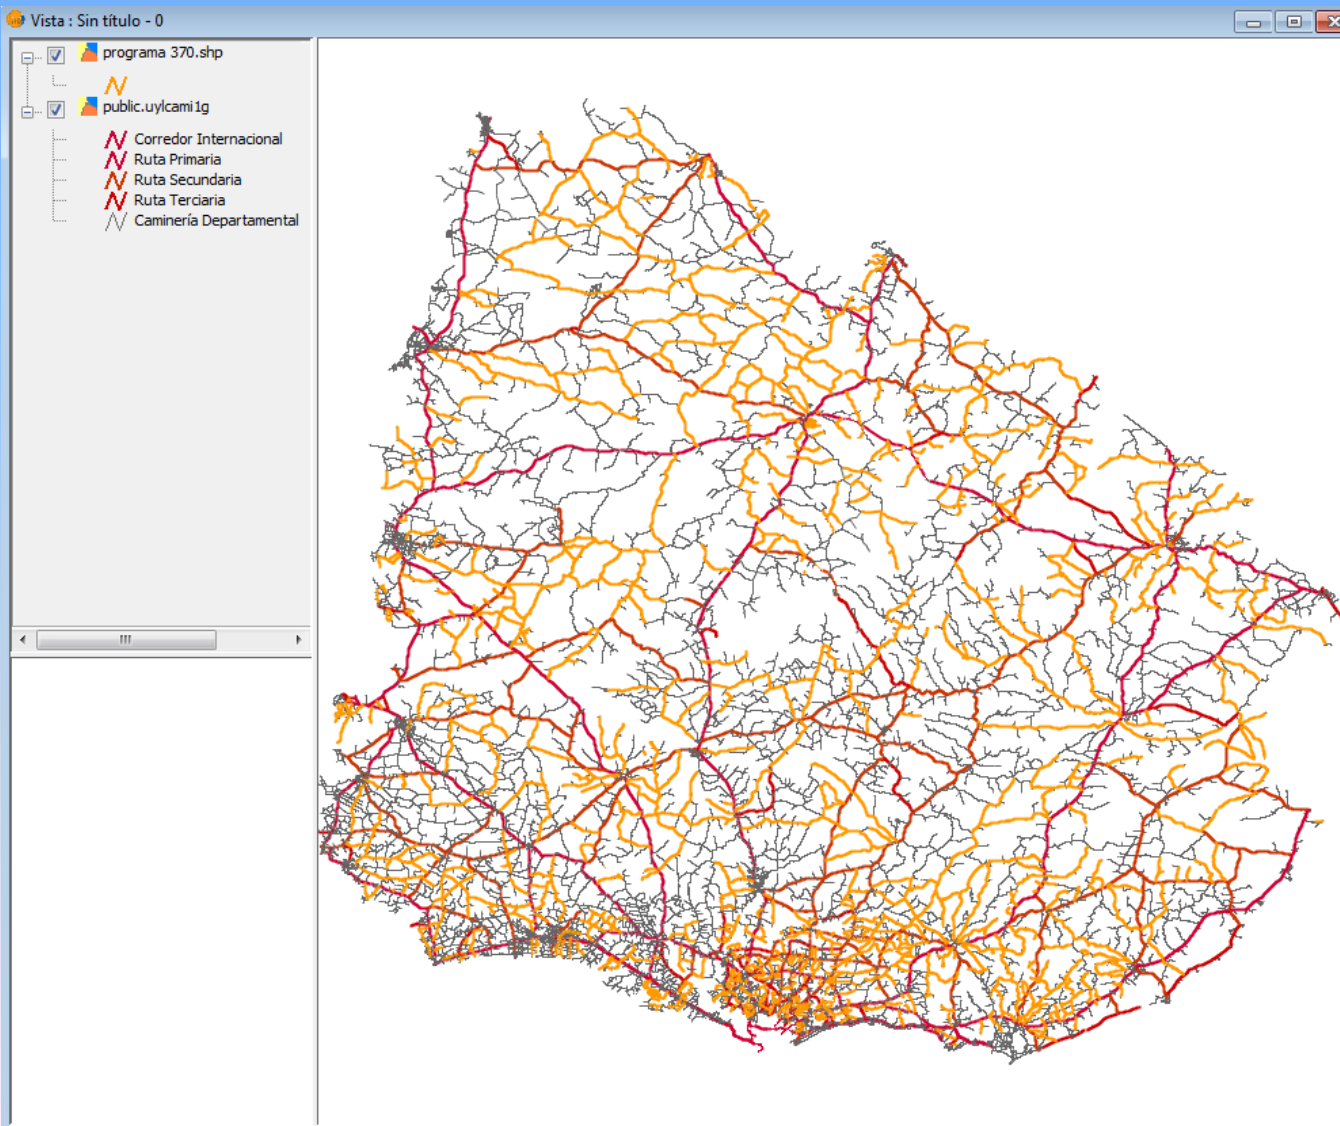 Vista : Sin título - 0
programa 370.shp
public.uylcami1g
Corredor Internacional
Ruta Primaria
Ruta Secundaria
Ruta Terciaria
Caminería Departamental